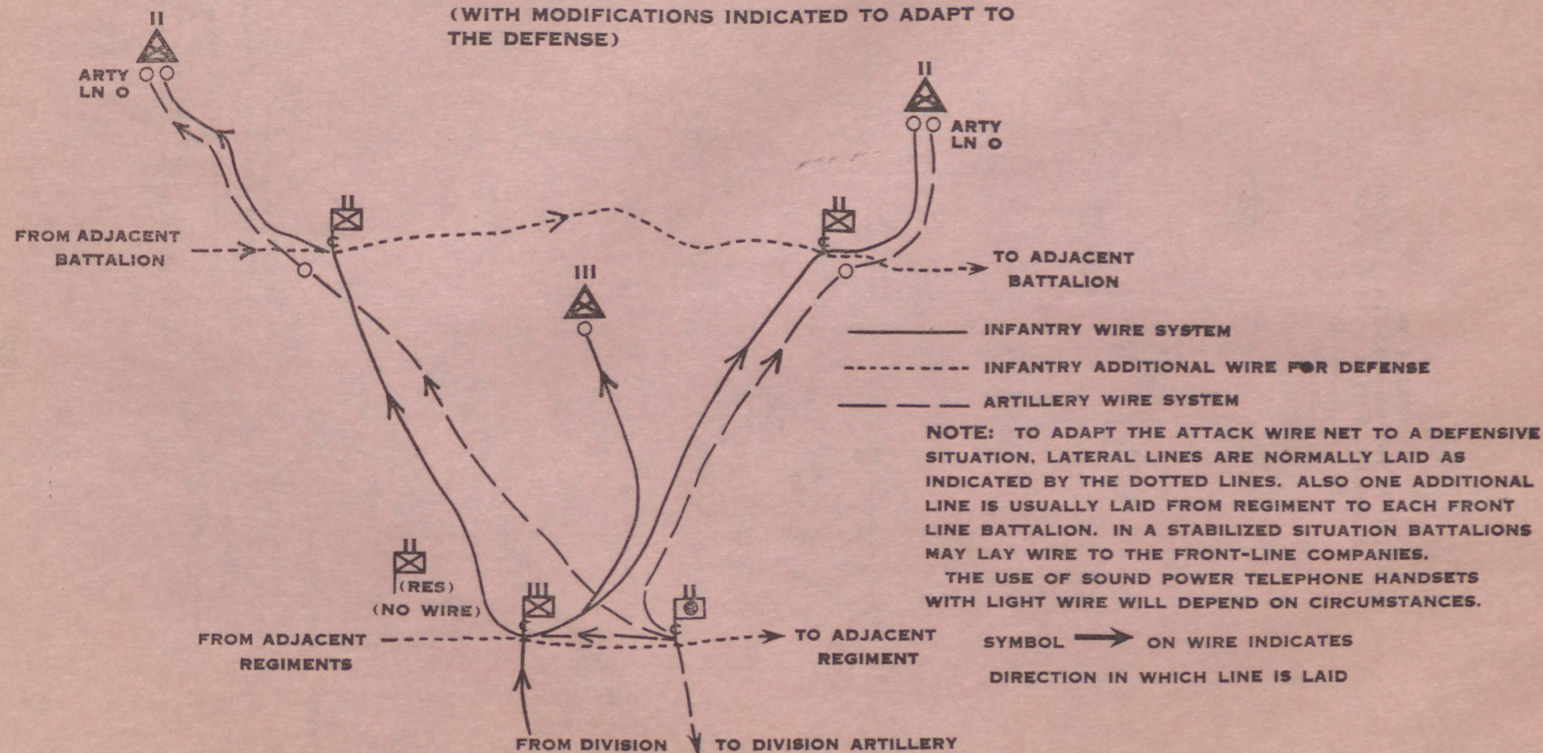 (WITH MODIFICATIONS INDICATED TO ADAPT TO
THE DEFENSE)
II
ARTY
LN O
II
ARTY
LN O
II
II
FROM ADJACENT
BATTALION
TO ADJACENT
BATTALION
III
INFANTRY WIRE SYSTEM
INFANTRY ADDITIONAL WIRE FOR DEFENSE
ARTILLERY WIRE SYSTEM
NOTE: TO ADAPT THE ATTACK WIRE NET TO A DEFENSIVE
SITUATION, LATERAL LINES ARE NORMALLY LAID AS
INDICATED BY THE DOTTED LINES. ALSO ONE ADDITIONAL
LINE IS USUALLY LAID FROM REGIMENT TO EACH FRONT
LINE BATTALION. IN A STABILIZED SITUATION BATTALIONS
MAY LAY WIRE TO THE FRONT-LINE COMPANIES.
THE USE OF SOUND POWER TELEPHONE HANDSETS
WITH LIGHT WIRE WILL DEPEND ON CIRCUMSTANCES.
II
(RES)
(NO WIRE)
III
II
FROM ADJACENT
REGIMENTS
TO ADJACENT
REGIMENT
SYMBOL ON WIRE INDICATES
DIRECTION IN WHICH LINE IS LAID
FROM DIVISION
TO DIVISION ARTILLERY